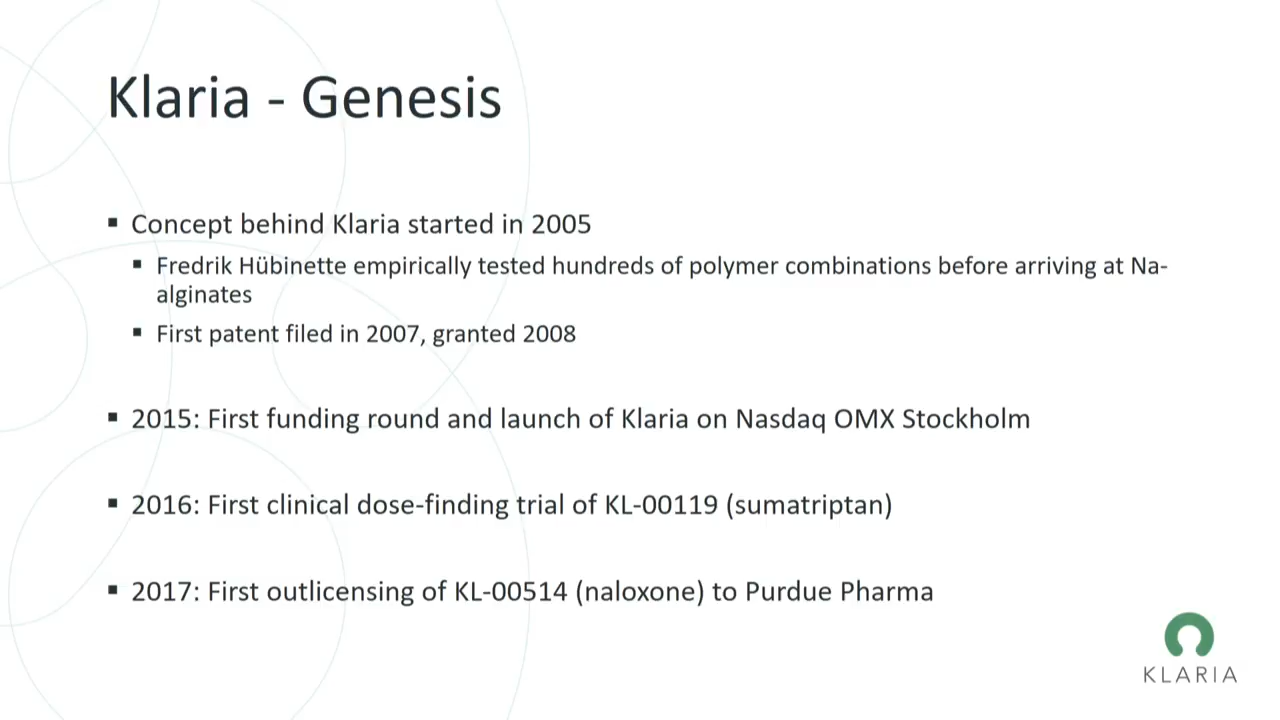 Klaria - Genesis
▪ Concept behind Klaria started in 2005
▪ Fredrik Hübinette empirically tested hundreds of polymer combinations before arriving at Na-
alginates
▪ First patent filed in 2007, granted 2008
▪ 2015: First funding round and launch of Klaria on Nasdaq OMX Stockholm
▪ 2016: First clinical dose-finding trial of KL-00119 (sumatriptan)
▪ 2017: First outlicensing of KL-00514 (naloxone) to Purdue Pharma
KLARIA